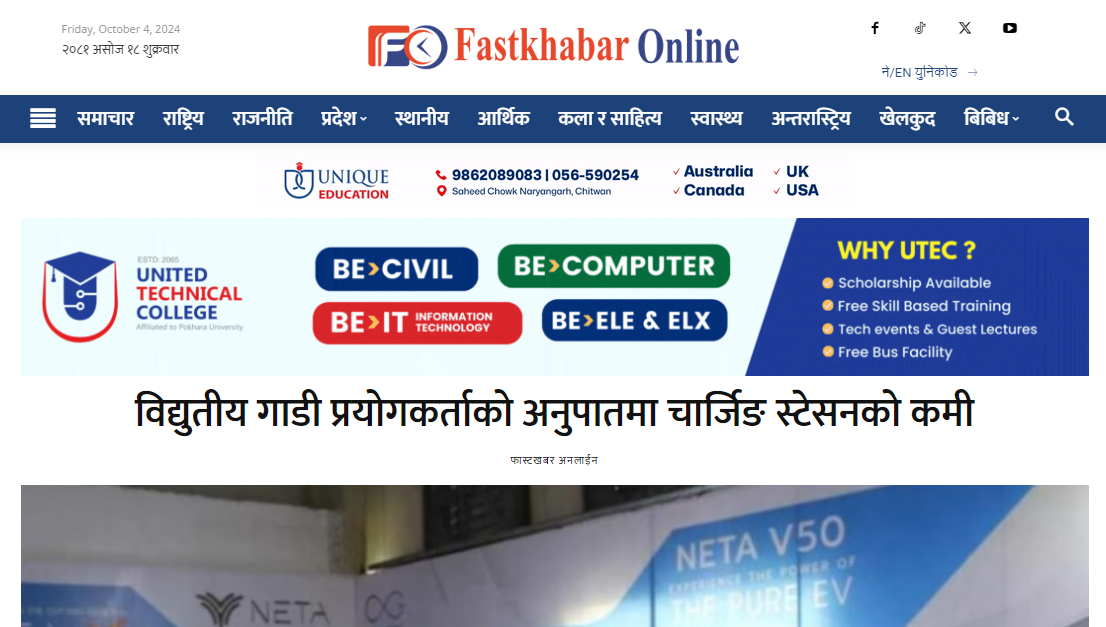 Friday, October 4, 2024
२०८१ असोज १८ शुक्रवार
Fastkhabar Online
ने/EN युनिकोड →
समाचार राष्ट्रिय राजनीति प्रदेश स्थानीय आर्थिक कला र साहित्य स्वास्थ्य अन्तरास्ट्रिय खेलकुद बिबिध
UNIQUE
EDUCATION
9862089083 | 056-590254
Saheed Chowk Naryangarh, Chitwan
✓ Australia ✓ UK
✓ Canada ✓ USA
ESTD: 2065
UNITED
TECHNICAL
COLLEGE
Affiliated to Pokhara University
BE>CIVIL
BE>COMPUTER
BE>IT INFORMATION
TECHNOLOGY
BE>ELE & ELX
WHY UTEC ?
Scholarship Available
Free Skill Based Training
Tech events & Guest Lectures
Free Bus Facility
विद्युतीय गाडी प्रयोगकर्ताको अनुपातमा चार्जिङ स्टेसनको कमी
फास्टखबर अनलाईन
NETA V50
EXPERIENCE THE POWER OF
THE PURE EV
NETA